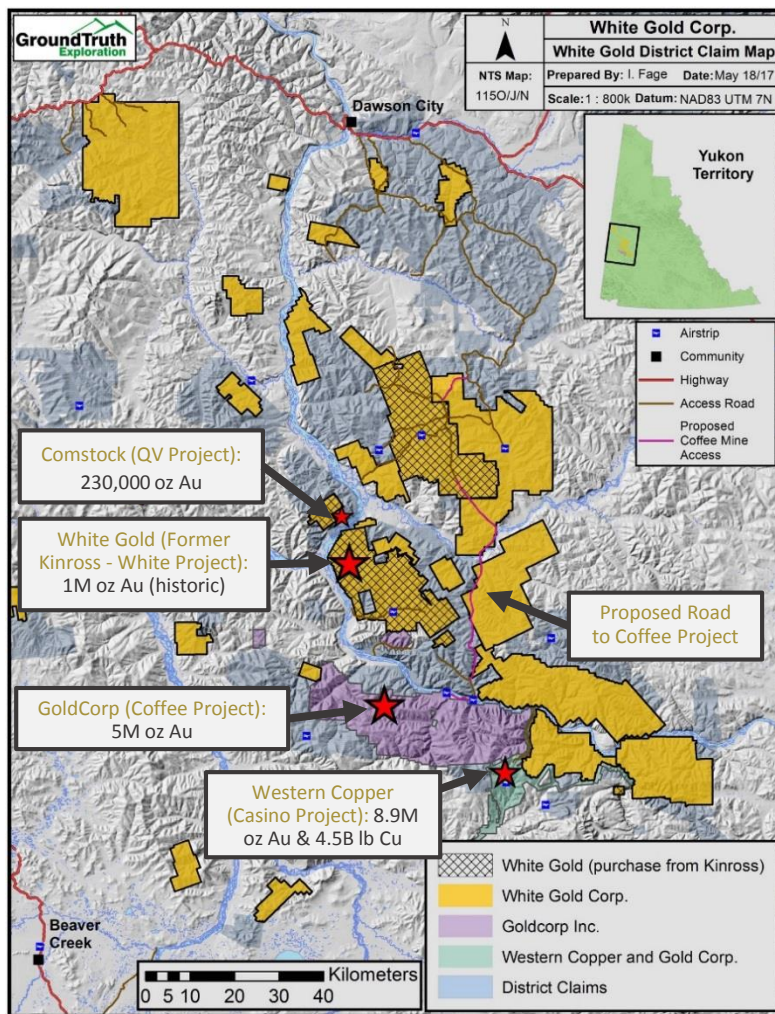 GroundTruth
Exploration
N
NTS Map:
115O/J/N
White Gold Corp.
White Gold District Claim Map
Prepared By: I. Fage Date: May 18/17
Scale: 1 : 800k Datum: NAD83 UTM 7N
Dawson City
Yukon
Territory
Airstrip
Community
Highway
Access Road
Proposed
Coffee Mine
Access
Comstock (QV Project):
230,000 oz Au
White Gold (Former
Kinross - White Project):
1M oz Au (historic)
Proposed Road
to Coffee Project
GoldCorp (Coffee Project):
5M oz Au
Western Copper
(Casino Project): 8.9M
oz Au & 4.5B lb Cu
Beaver
Creek
Kilometers
0 5 10 20 30 40
White Gold (purchase from Kinross)
White Gold Corp.
Goldcorp Inc.
Western Copper and Gold Corp.
District Claims